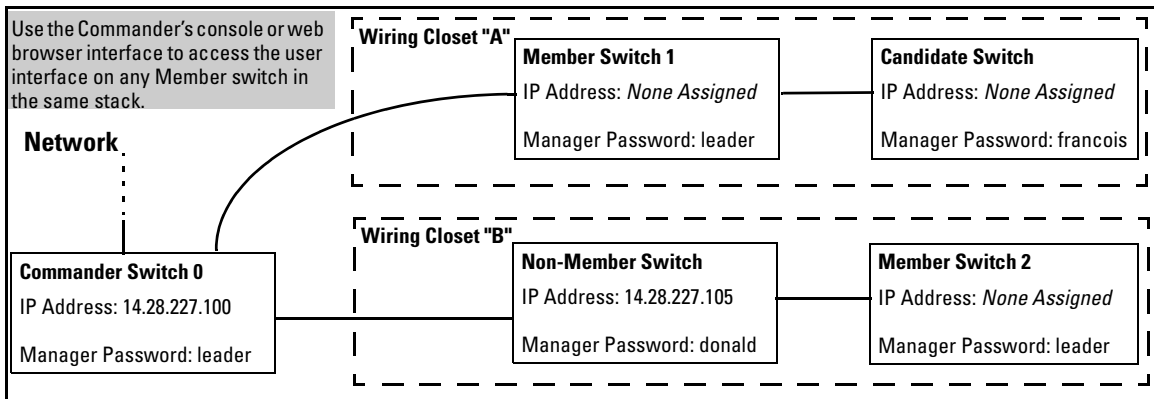 Use the Commander's console or web
browser interface to access the user
interface on any Member switch in
the same stack.
Network
Commander Switch 0
IP Address: 14.28.227.100
Manager Password: leader
Wiring Closet "A"
Member Switch 1
IP Address: None Assigned
Manager Password: leader
Candidate Switch
IP Address: None Assigned
Manager Password: francois
Wiring Closet "B"
Non-Member Switch
IP Address: 14.28.227.105
Manager Password: donald
Member Switch 2
IP Address: None Assigned
Manager Password: leader